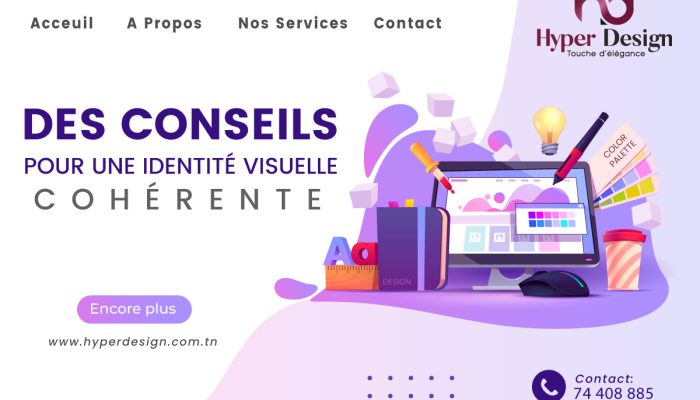 Acceuil A Propos Nos Services Contact
Hyper Design
Touche d'élégance
DES CONSEILS
POUR UNE IDENTITÉ VISUELLE
COHÉRENTE
COLOR
PALETTE
Aa
DESIGN
Encore plus
www.hyperdesign.com.tn
Contact:
74 408 885